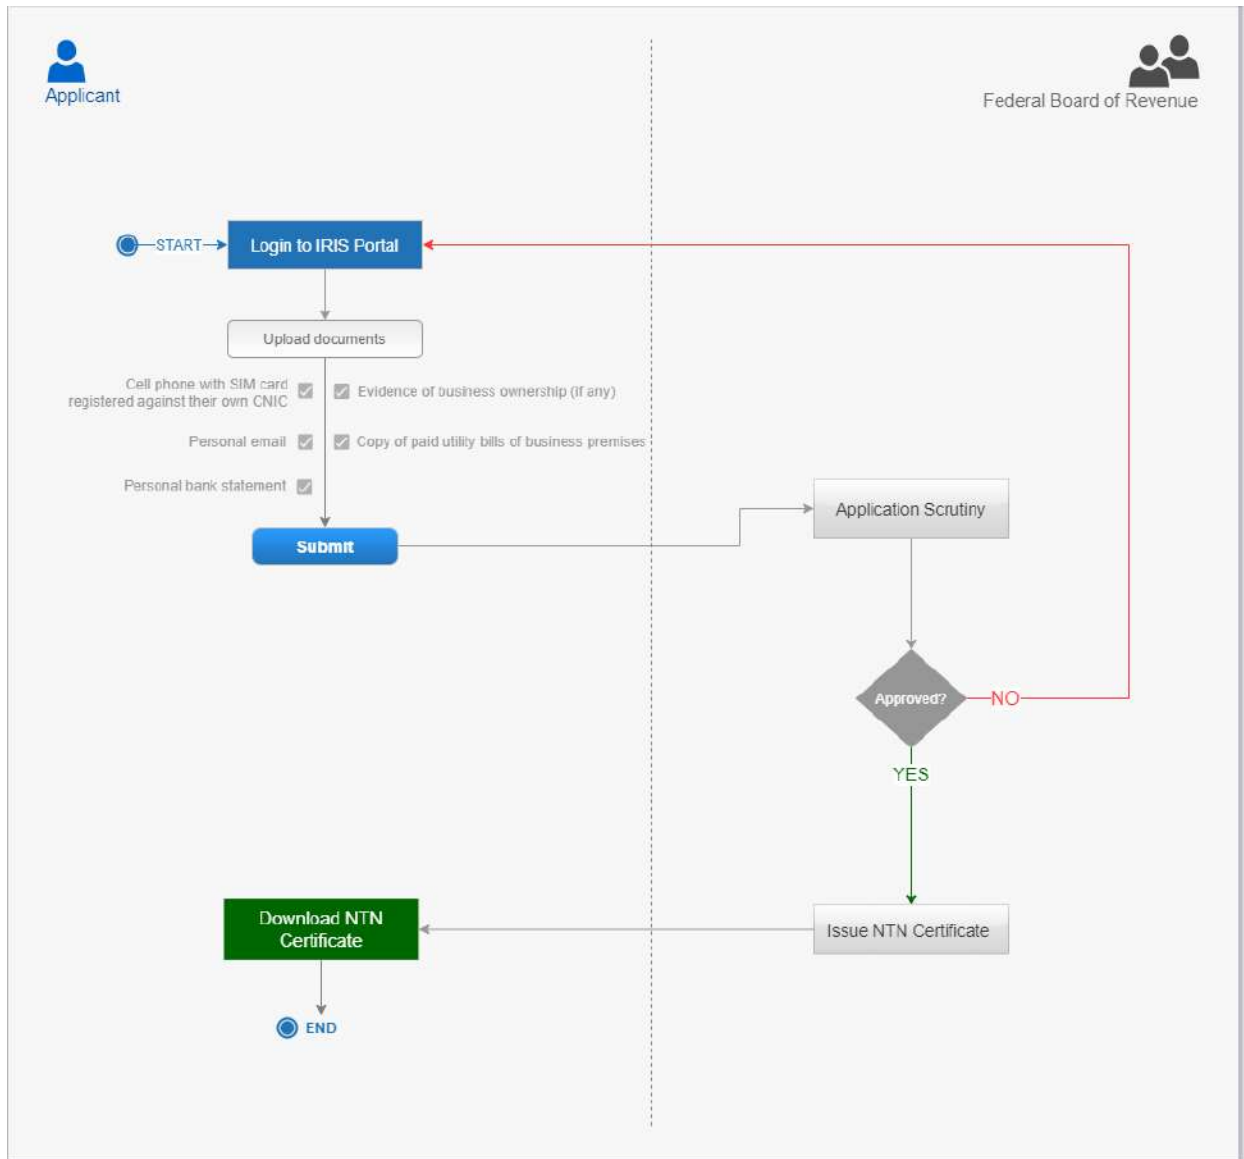 Applicant
Federal Board of Revenue
START
Login to IRIS Portal
Upload documents
Cell phone with SIM card
registered against their own CNIC
Evidence of business ownership (if any)
Personal email
Copy of paid utility bills of business premises
Personal bank statement
Submit
Application Scrutiny
Approved?
NO
YES
Download NTN
Certificate
Issue NTN Certificate
END